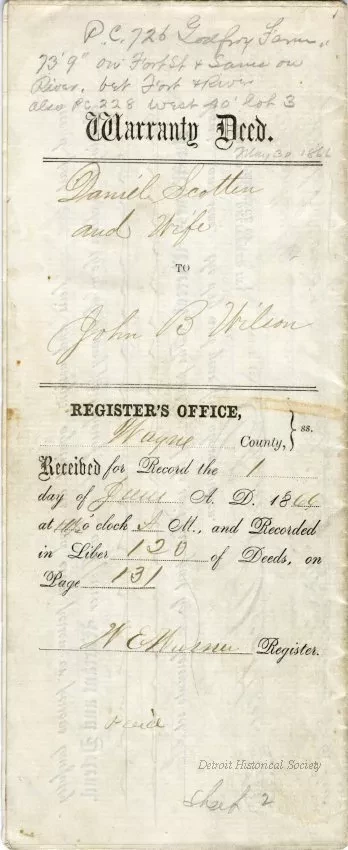 P.C. 726 Godfroy Farm
73'9" on Fort St & Same on
River, bet Fort & River
also P.C. 228 West 40' lot 3
Warranty Deed.
May 30, 1866
Daniel Scotten
and Wife
TO
John B Wilson
REGISTER'S OFFICE,
Wayne County, } ss.
Received for Record the 1
day of June A. D. 1866
at o'clock M., and Recorded
in Liber 120 of Deeds, on
Page 131
W E Warner Register.
Detroit Historical Society
2